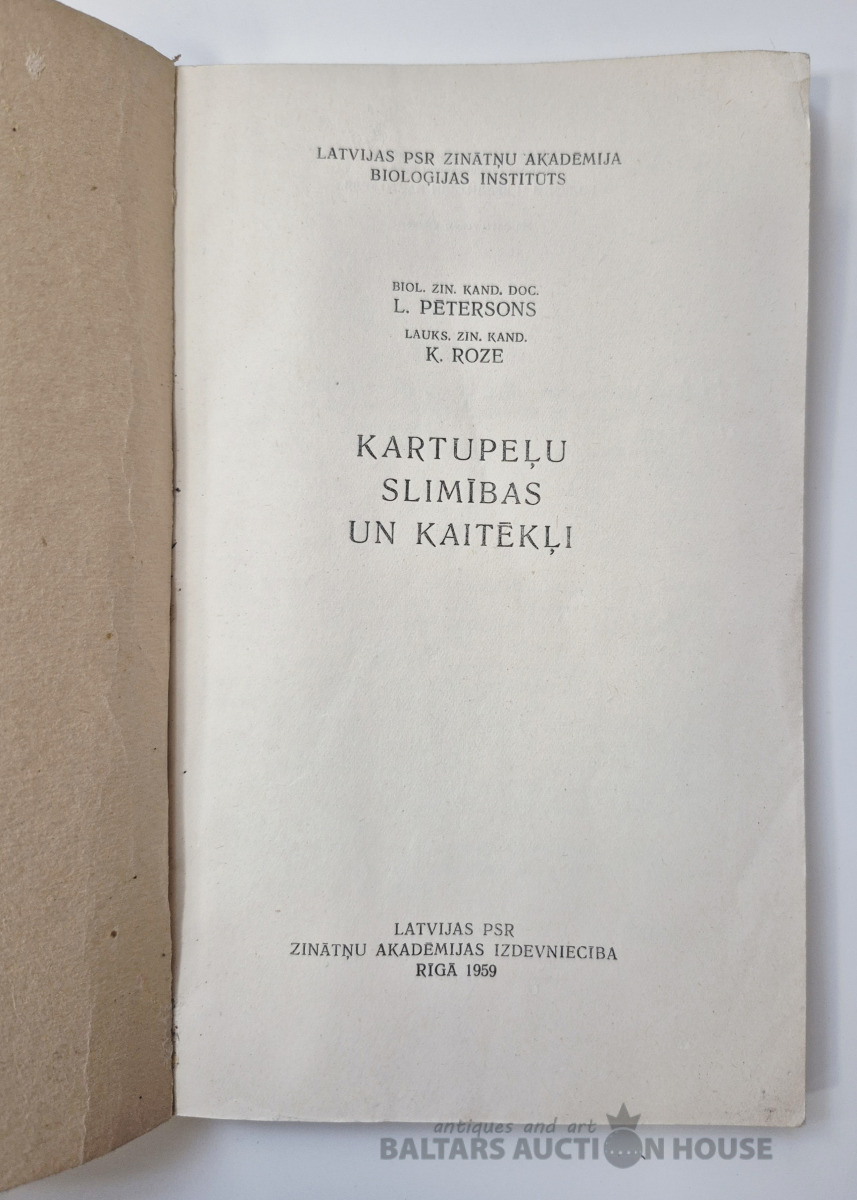 LATVIJAS PSR ZINĀTŅU AKADĒMIJA
BIOLOĢIJAS INSTITŪTS
BIOL. ZIN. KAND. DOC.
L. PĒTERSONS
LAUKS. ZIN. KAND.
K. ROZE
KARTUPEĻU
SLIMĪBAS
UN KAITĒKĻI
LATVIJAS PSR
ZINĀTŅU AKADĒMIJAS IZDEVNIECĪBA
RĪGĀ 1959
antiques and art
BALTARS AUCTION HOUSE